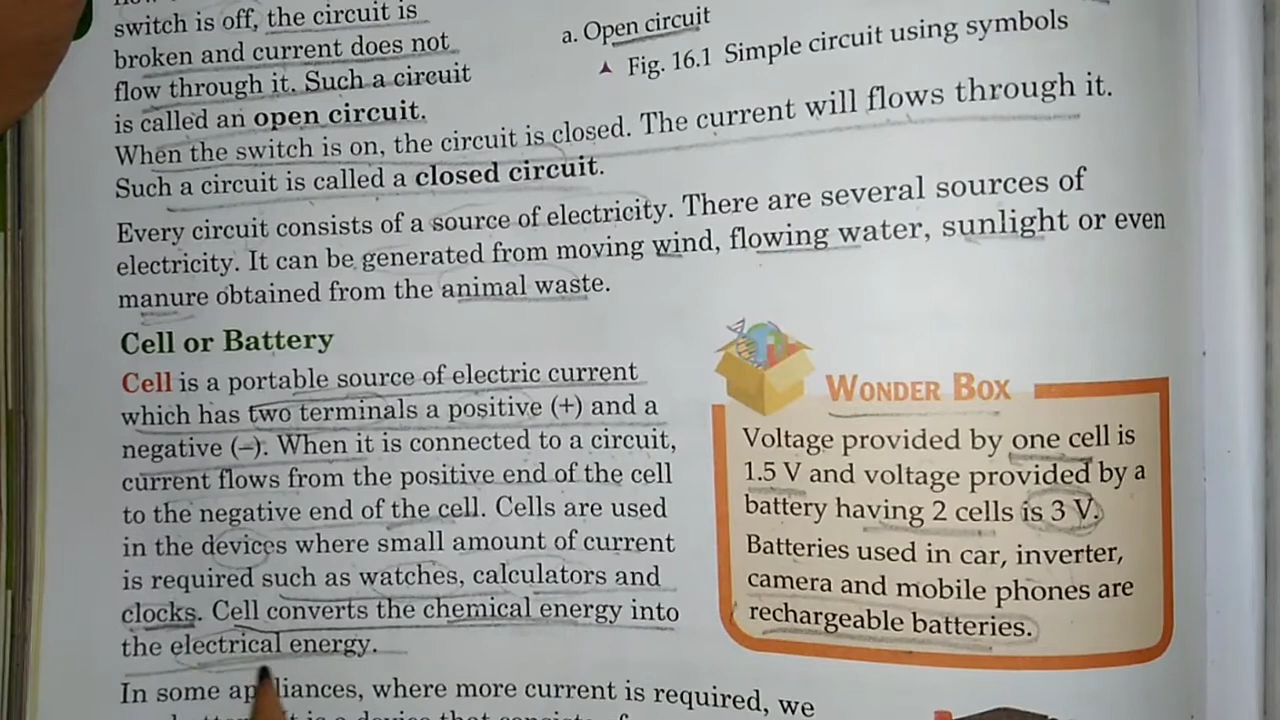 switch is off, the circuit is
broken and current does not
flow through it. Such a circuit
is called an open circuit.
a. Open circuit
Fig. 16.1 Simple circuit using symbols
When the switch is on, the circuit is closed. The current will flows through it.
Such a circuit is called a closed circuit.
Every circuit consists of a source of electricity. There are several sources of
electricity. It can be generated from moving wind, flowing water, sunlight or even
manure obtained from the animal waste.
Cell or Battery
Cell is a portable source of electric current
which has two terminals a positive (+) and a
negative (–). When it is connected to a circuit,
current flows from the positive end of the cell
to the negative end of the cell. Cells are used
in the devices where small amount of current
is required such as watches, calculators and
clocks. Cell converts the chemical energy into
the electrical energy.
In some appliances, where more current is required, we
WONDER BOX
Voltage provided by one cell is
1.5 V and voltage provided by a
battery having 2 cells is 3 V.
Batteries used in car, inverter,
camera and mobile phones are
rechargeable batteries.